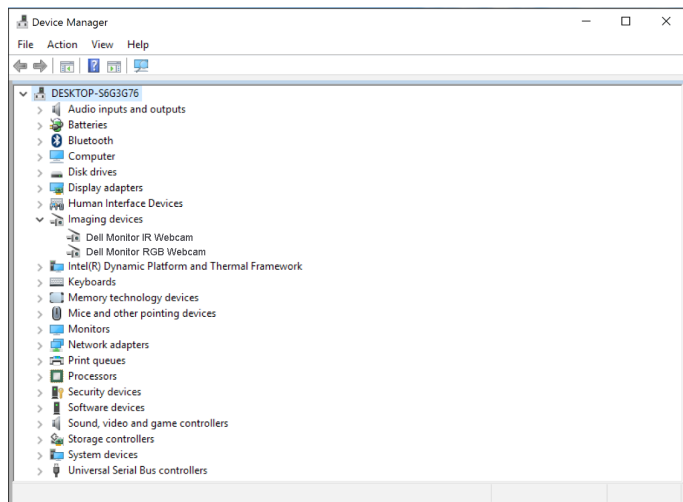 Device Manager
File Action View Help
DESKTOP-S6G3G76
Audio inputs and outputs
Batteries
Bluetooth
Computer
Disk drives
Display adapters
Human Interface Devices
Imaging devices
Dell Monitor IR Webcam
Dell Monitor RGB Webcam
Intel(R) Dynamic Platform and Thermal Framework
Keyboards
Memory technology devices
Mice and other pointing devices
Monitors
Network adapters
Print queues
Processors
Security devices
Software devices
Sound, video and game controllers
Storage controllers
System devices
Universal Serial Bus controllers